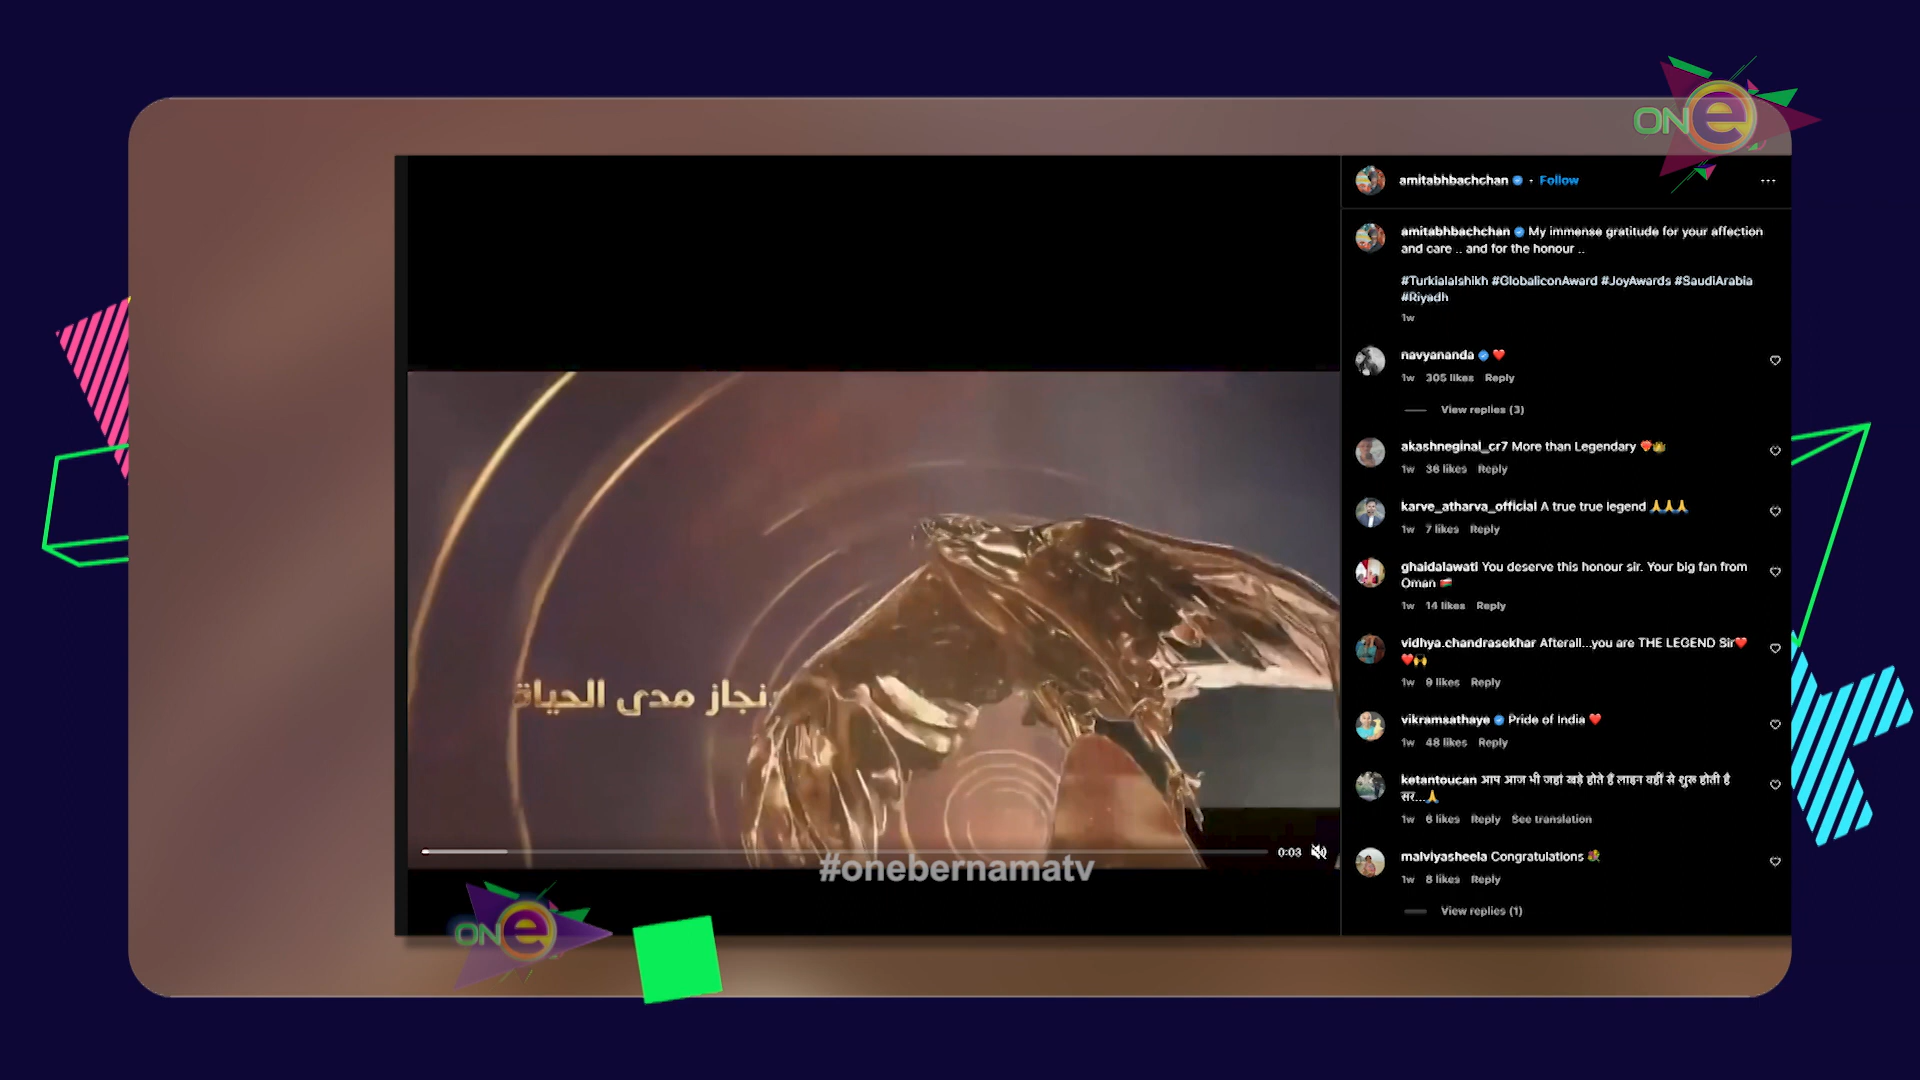 ONe
amitabhbachchan • Follow
amitabhbachchan My immense gratitude for your affection
and care .. and for the honour ..
#Turkialalshikh #GlobaliconAward #JoyAwards #SaudiArabia
#Riyadh
1w
navyananda ❤️
1w 305 likes Reply
View replies (3)
akashneginal_cr7 More than Legendary
1w 36 likes Reply
karve_atharva_official A true true legend 🙏🙏🙏
1w 7 likes Reply
ghaidalawati You deserve this honour sir. Your big fan from
Oman 🇴🇲
1w 14 likes Reply
vidhya.chandrasekhar Afterall...you are THE LEGEND Sir❤️
❤️🙌
1w 9 likes Reply
vikramsathaye Pride of India ❤️
1w 48 likes Reply
ketantoucan आप आज भी जहां खड़े होते हैं लाइन वहीं से शुरू होती है
सर...🙏
1w 6 likes Reply See translation
malviyasheela Congratulations 💐
1w 8 likes Reply
View replies (1)
نجاز مدى الحياة
0:03
#onebernamatv
ONe